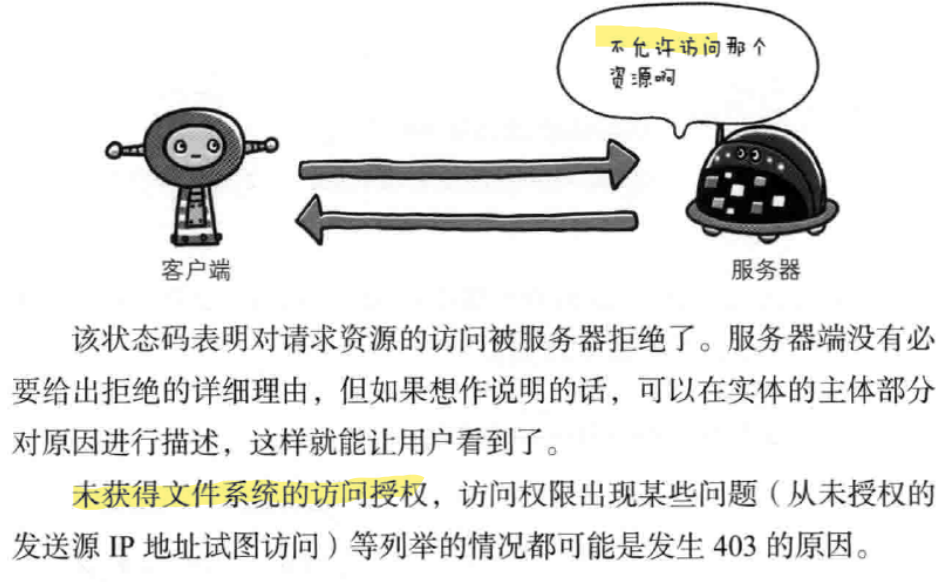 不允许访问那个
资源啊
客户端
服务器
该状态码表明对请求资源的访问被服务器拒绝了。服务器端没有必
要给出拒绝的详细理由，但如果想作说明的话，可以在实体的主体部分
对原因进行描述，这样就能让用户看到了。
未获得文件系统的访问授权，访问权限出现某些问题（从未授权的
发送源 IP 地址试图访问）等列举的情况都可能是发生 403 的原因。